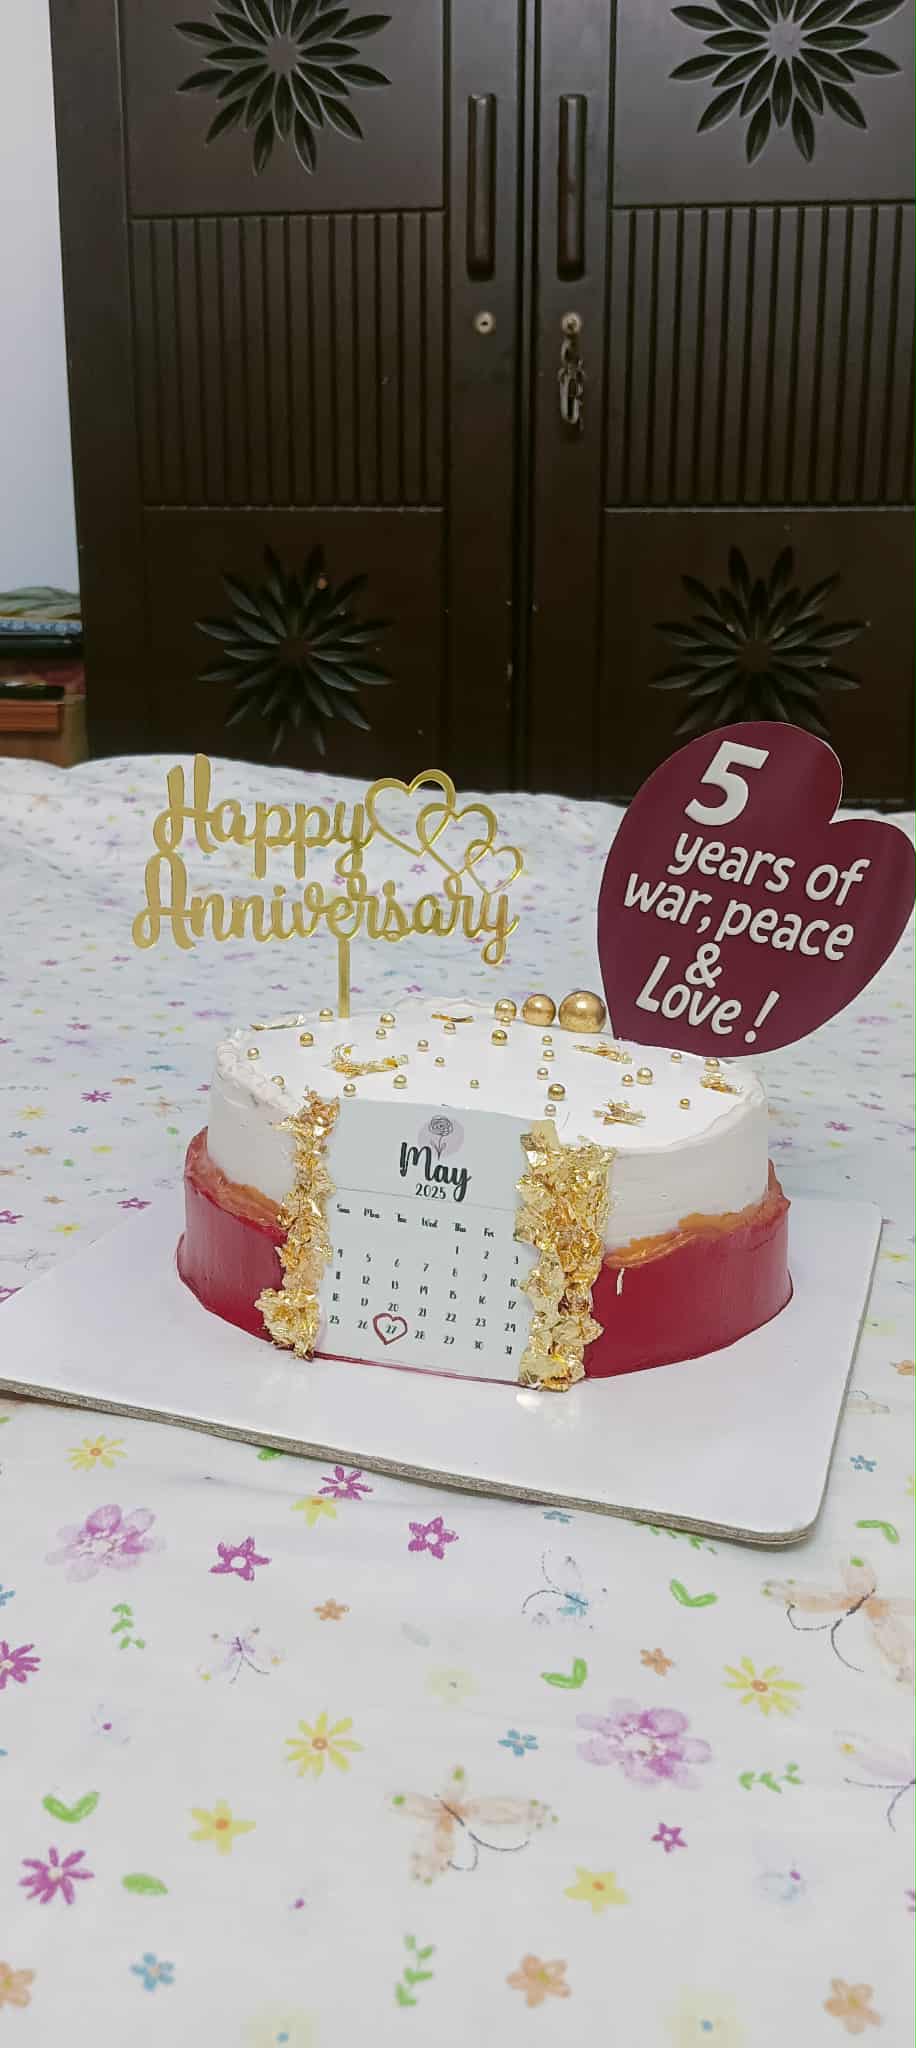 Happy
Anniversary
5
years of
war, peace
&
Love!
May
2025
Sun Mon Tue Wed Thu Fri
1 2 3
4 5 6 7 8 9 10
11 12 13 14 15 16 17
18 19 20 21 22 23 24
25 26 27 28 29 30 31